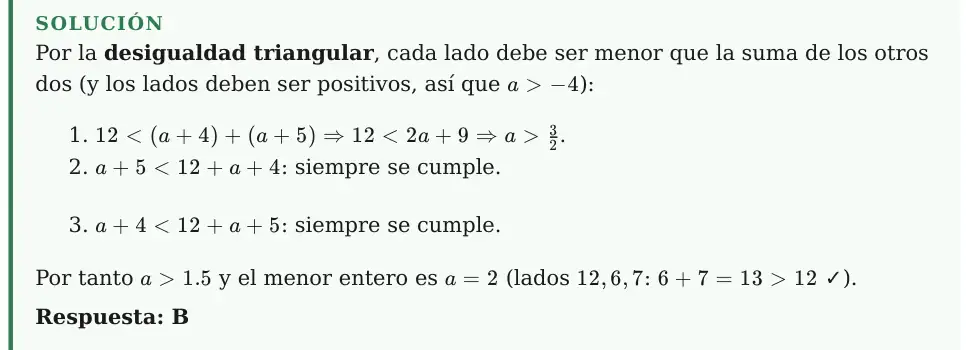 SOLUCIÓN
Por la desigualdad triangular, cada lado debe ser menor que la suma de los otros
dos (y los lados deben ser positivos, así que a > −4):
1. 12 < (a + 4) + (a + 5) ⇒ 12 < 2a + 9 ⇒ a > 3/2.
2. a + 5 < 12 + a + 4: siempre se cumple.
3. a + 4 < 12 + a + 5: siempre se cumple.
Por tanto a > 1.5 y el menor entero es a = 2 (lados 12, 6, 7: 6 + 7 = 13 > 12 ✓).
Respuesta: B